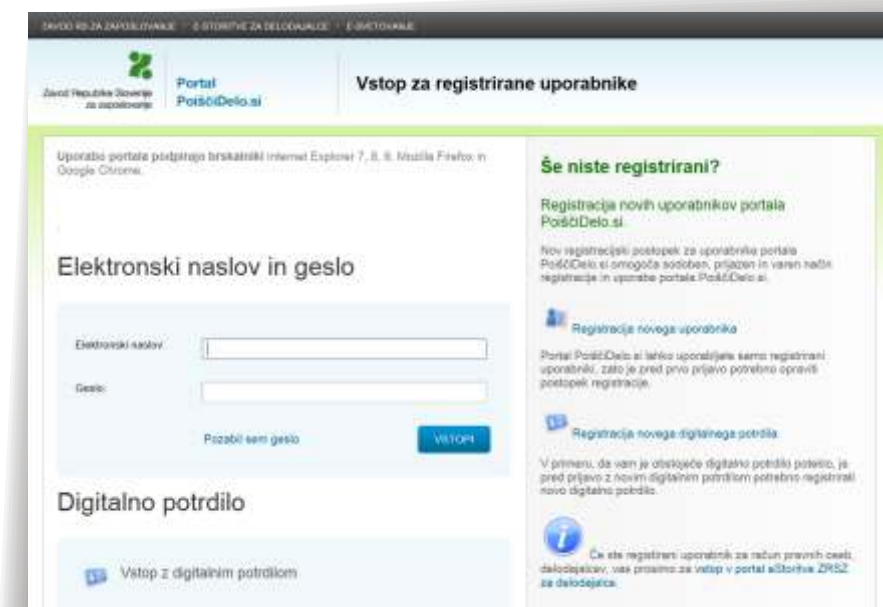 ZAVOD RS ZA ZAPOSLOVANJE E-STORITVE ZA DELODAJALCE E-SVETOVANJE
Zavod Republike Slovenije
za zaposlovanje
Portal
PoiščiDelo.si
Vstop za registrirane uporabnike
Uporabo portala podpirajo brskalniki Internet Explorer 7, 8, 9, Mozilla Firefox in
Google Chrome.
Elektronski naslov in geslo
Elektronski naslov:
Geslo:
Pozabil sem geslo
VSTOPI
Digitalno potrdilo
Vstop z digitalnim potrdilom
Še niste registrirani?
Registracija novih uporabnikov portala
PoiščiDelo.si
Nov registracijski postopek za uporabnike portala
PoiščiDelo.si omogoča sodoben, prijazen in varen način
registracije in uporabe portala PoiščiDelo.si.
Registracija novega uporabnika
Portal PoiščiDelo.si lahko uporabljate samo registrirani
uporabniki, zato je pred prvo prijavo potrebno opraviti
postopek registracije.
Registracija novega digitalnega potrdila
V primeru, da vam je obstoječe digitalno potrdilo poteklo, je
pred prijavo z novim digitalnim potrdilom potrebno registrirati
novo digitalno potrdilo.
Če ste registrirani uporabnik za račun pravnih oseb,
delodajalcev, vas prosimo za vstop v portal eStoritve ZRSZ
za delodajalce.